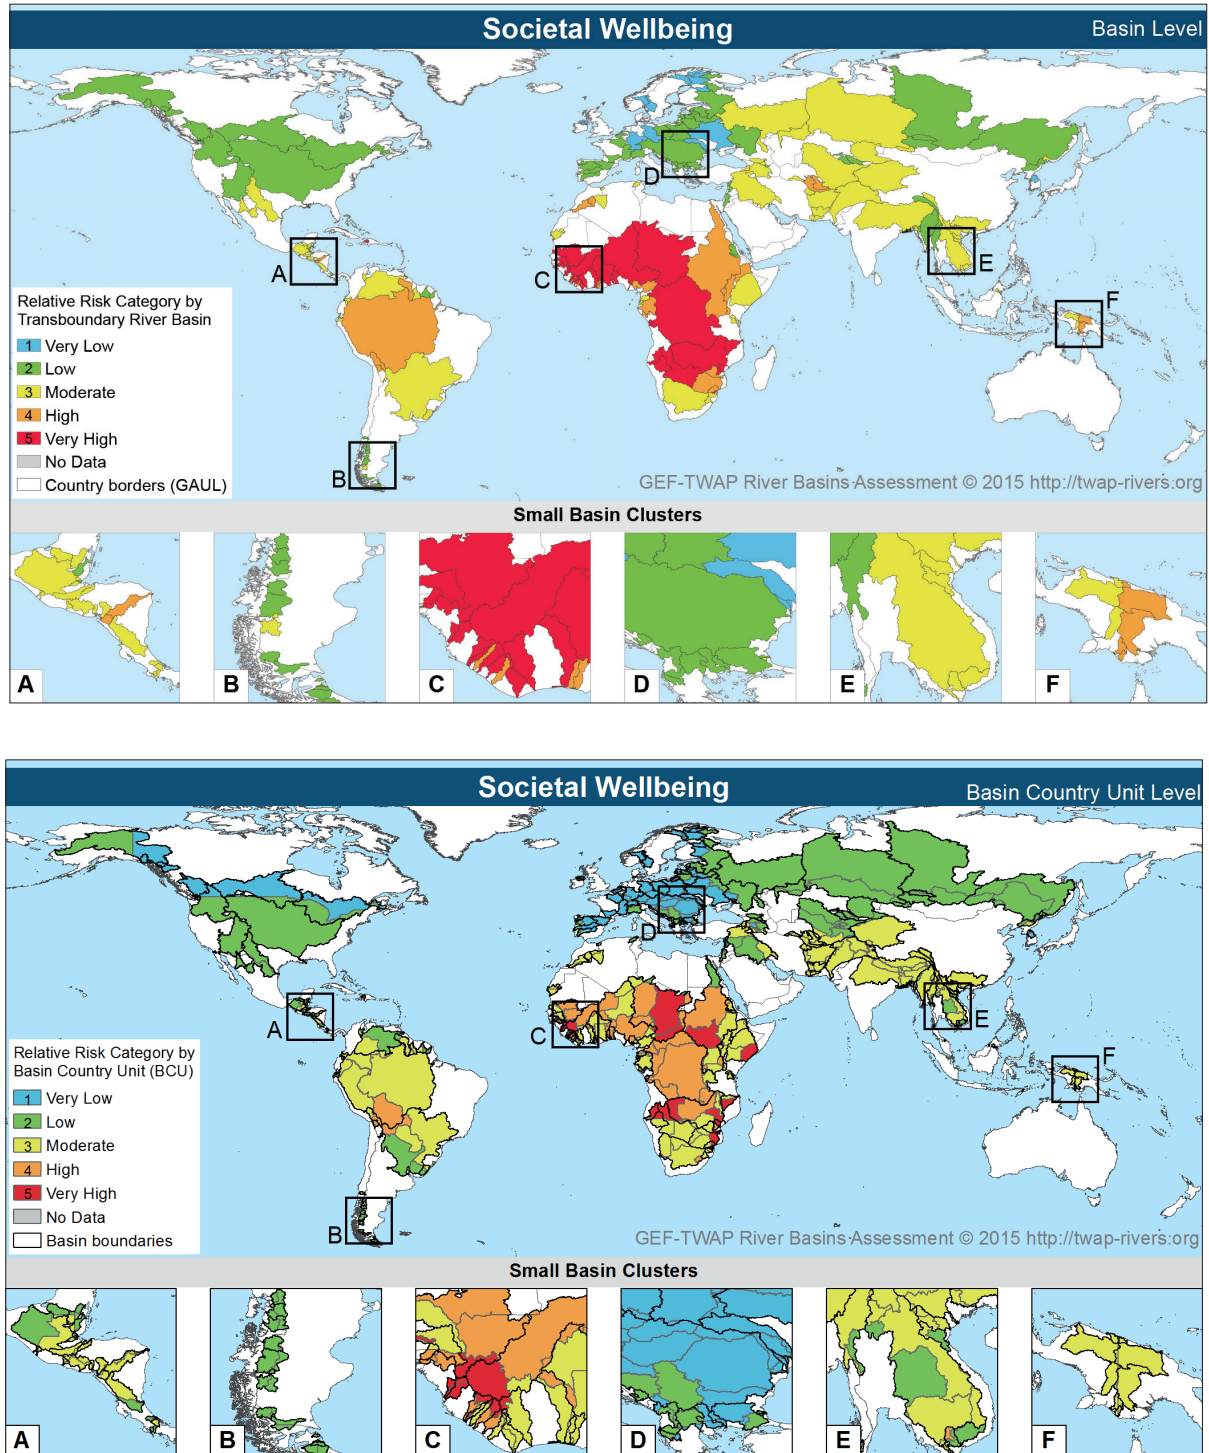 Societal Wellbeing
Basin Level
A
B
C
D
E
F
Relative Risk Category by
Transboundary River Basin
1 Very Low
2 Low
3 Moderate
4 High
5 Very High
No Data
Country borders (GAUL)
GEF-TWAP River Basins Assessment © 2015 http://twap-rivers.org
Small Basin Clusters
A
B
C
D
E
F
Societal Wellbeing
Basin Country Unit Level
A
B
C
D
E
F
Relative Risk Category by
Basin Country Unit (BCU)
1 Very Low
2 Low
3 Moderate
4 High
5 Very High
No Data
Basin boundaries
GEF-TWAP River Basins Assessment © 2015 http://twap-rivers.org
Small Basin Clusters
A
B
C
D
E
F